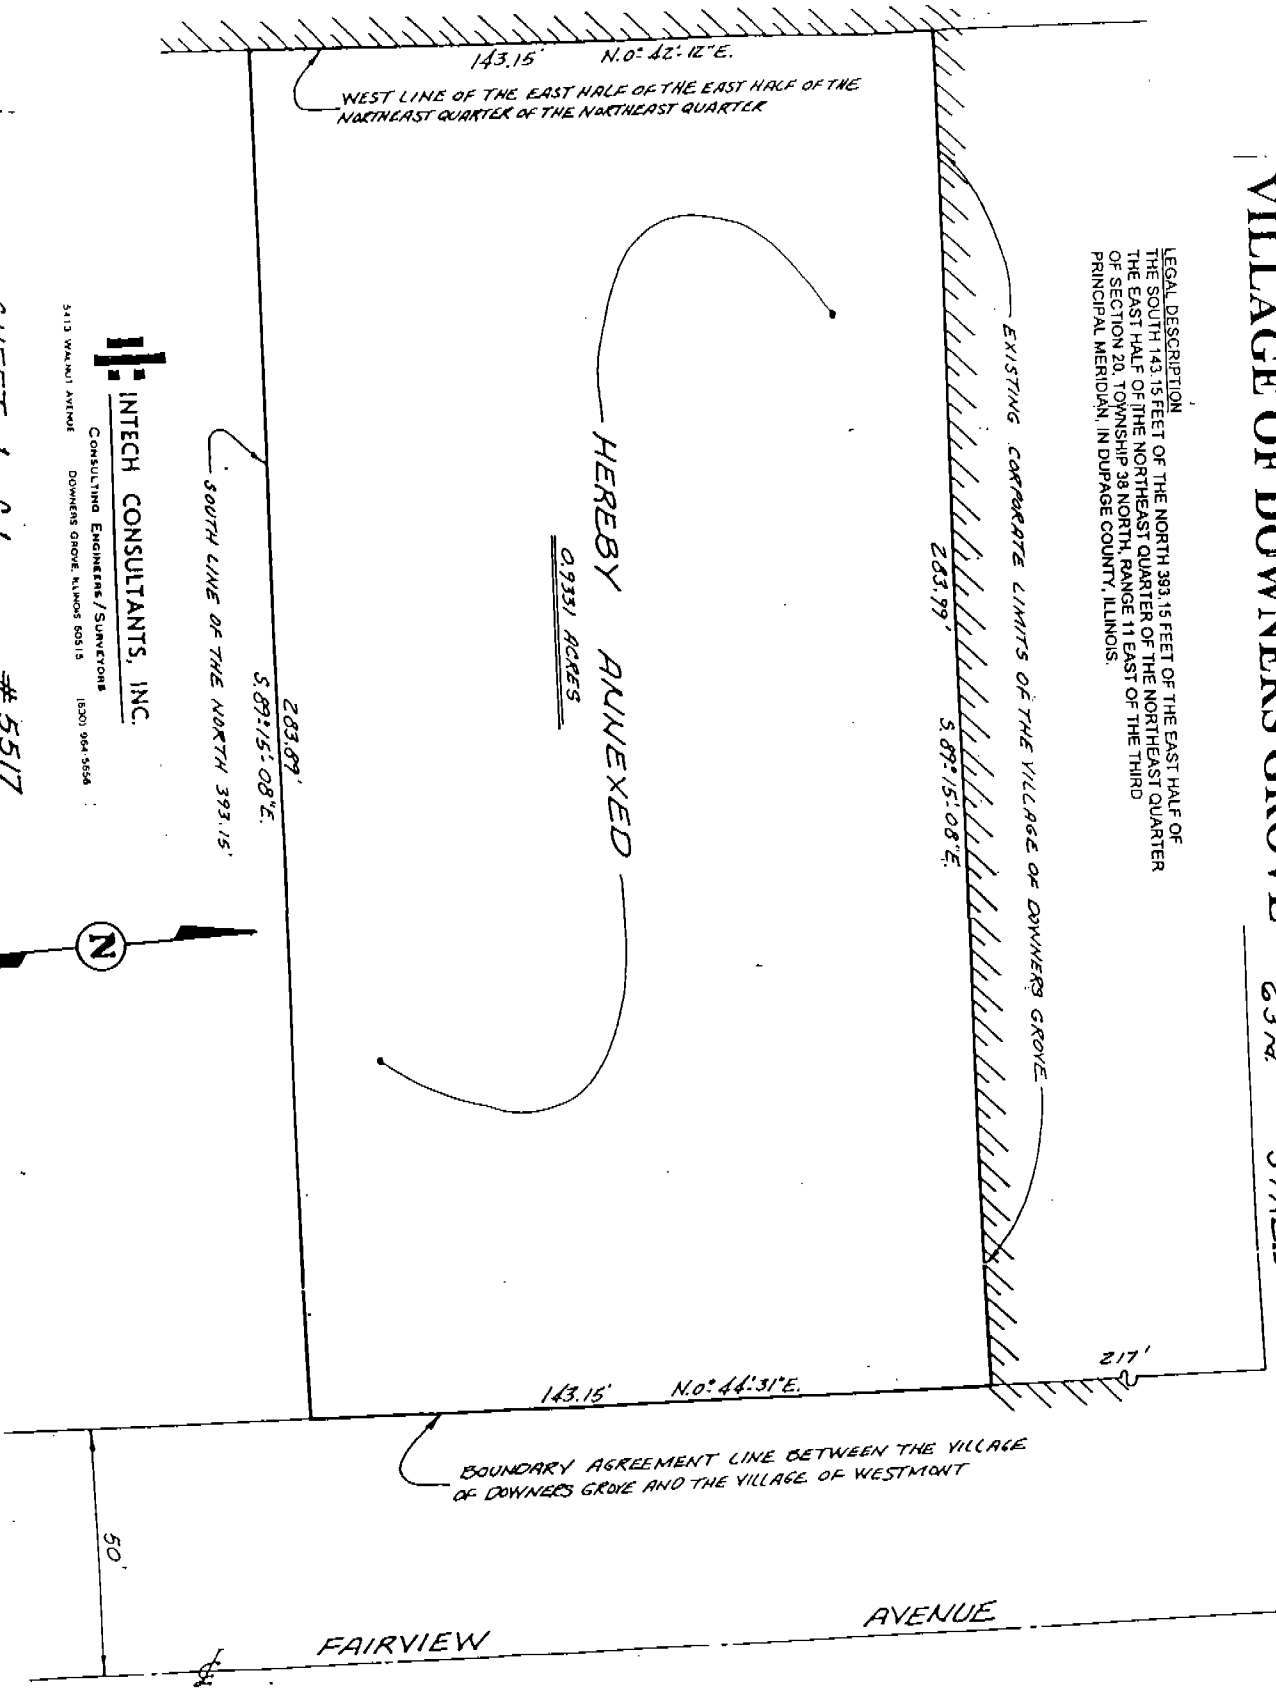 VILLAGE OF DOWNERS GROVE
LEGAL DESCRIPTION
THE SOUTH 143.15 FEET OF THE NORTH 393.15 FEET OF THE EAST HALF OF
THE EAST HALF OF THE NORTHEAST QUARTER OF THE NORTHEAST QUARTER
OF SECTION 20, TOWNSHIP 38 NORTH, RANGE 11 EAST OF THE THIRD
PRINCIPAL MERIDIAN, IN DUPAGE COUNTY, ILLINOIS.
217'
EXISTING CORPORATE LIMITS OF THE VILLAGE OF DOWNERS GROVE
283.99' S.89°15'08"E.
143.15' N.0°42'12"E.
WEST LINE OF THE EAST HALF OF THE EAST HALF OF THE
NORTHEAST QUARTER OF THE NORTHEAST QUARTER
HEREBY ANNEXED
0.9331 ACRES
143.15' N.0°44'31"E.
BOUNDARY AGREEMENT LINE BETWEEN THE VILLAGE
OF DOWNERS GROVE AND THE VILLAGE OF WESTMONT
283.89'
S.89°15'08"E.
SOUTH LINE OF THE NORTH 393.15'
FAIRVIEW AVENUE
50'
N
INTECH CONSULTANTS, INC.
CONSULTING ENGINEERS / SURVEYORS
5413 WALNUT AVENUE DOWNERS GROVE, ILLINOIS 60515 (630) 964-5656
#5517